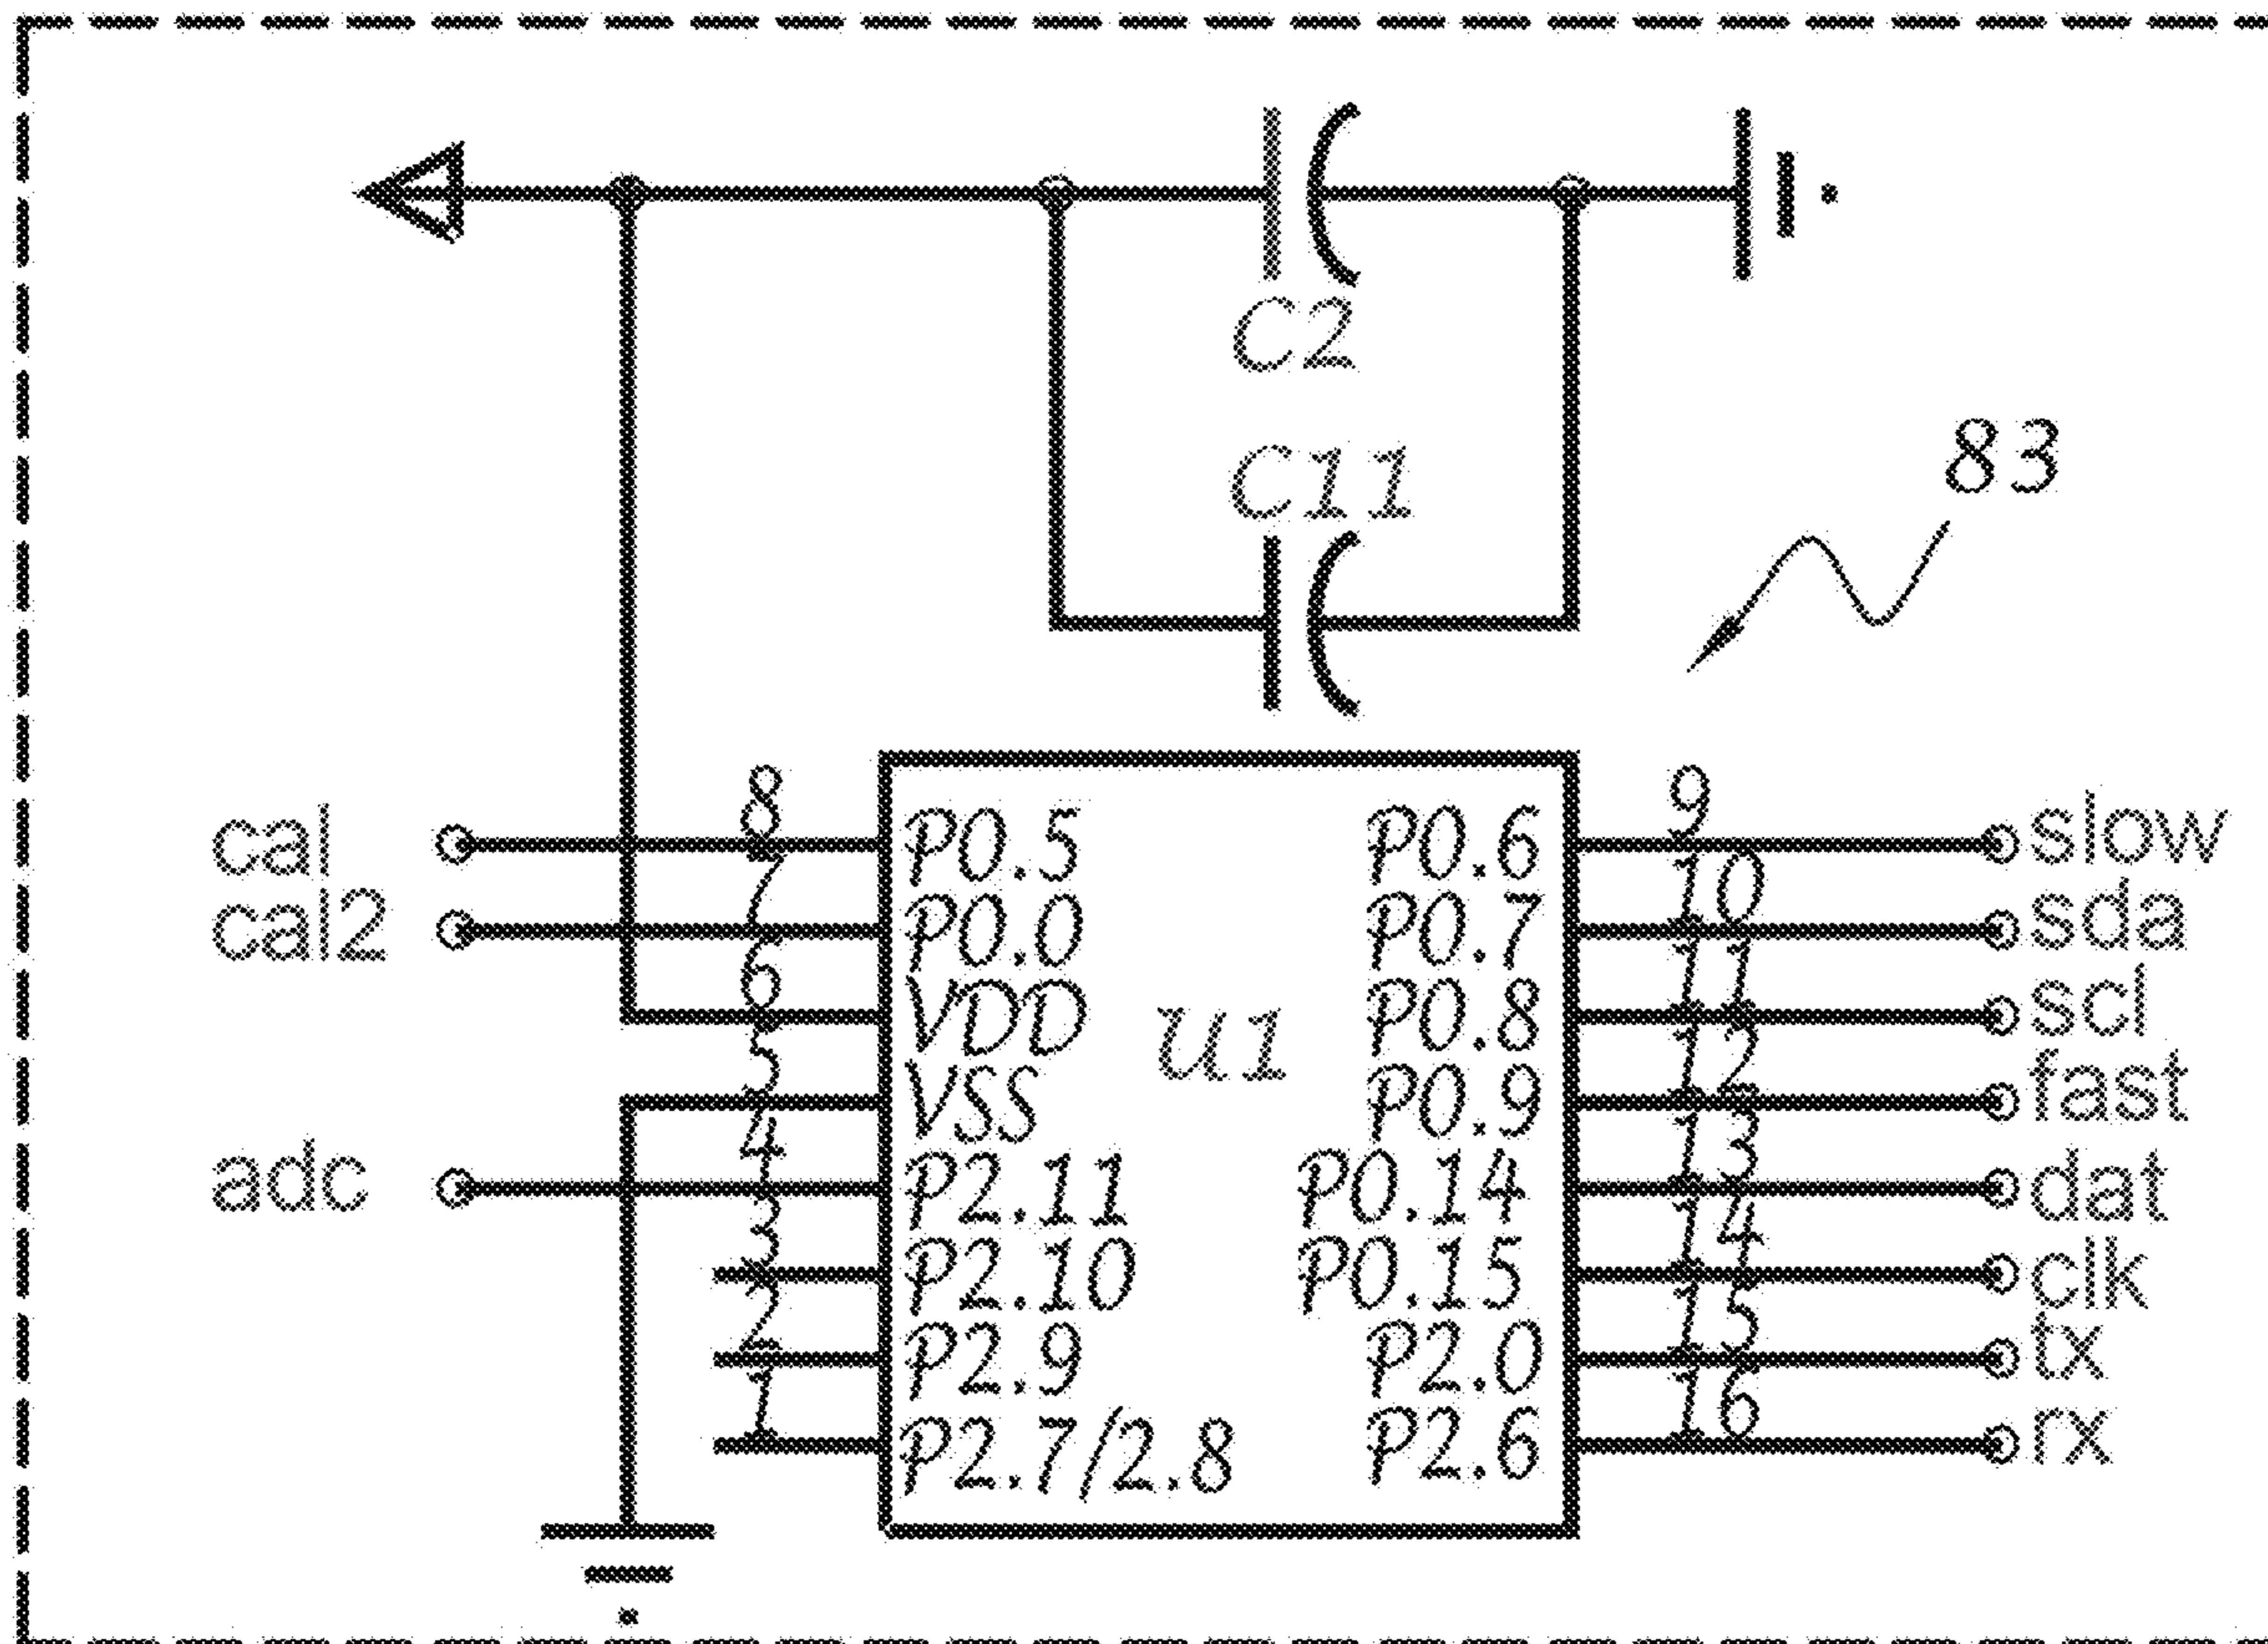 C2
C11
83
8 9
cal P0.5 P0.6 slow
7 10
cal2 P0.0 P0.7 sda
6 11
VDD u1 P0.8 scl
5 12
VSS P0.9 fast
4 13
adc P2.11 P0.14 dat
3 14
P2.10 P0.15 clk
2 15
P2.9 P2.0 tx
1 16
P2.7/2.8 P2.6 rx